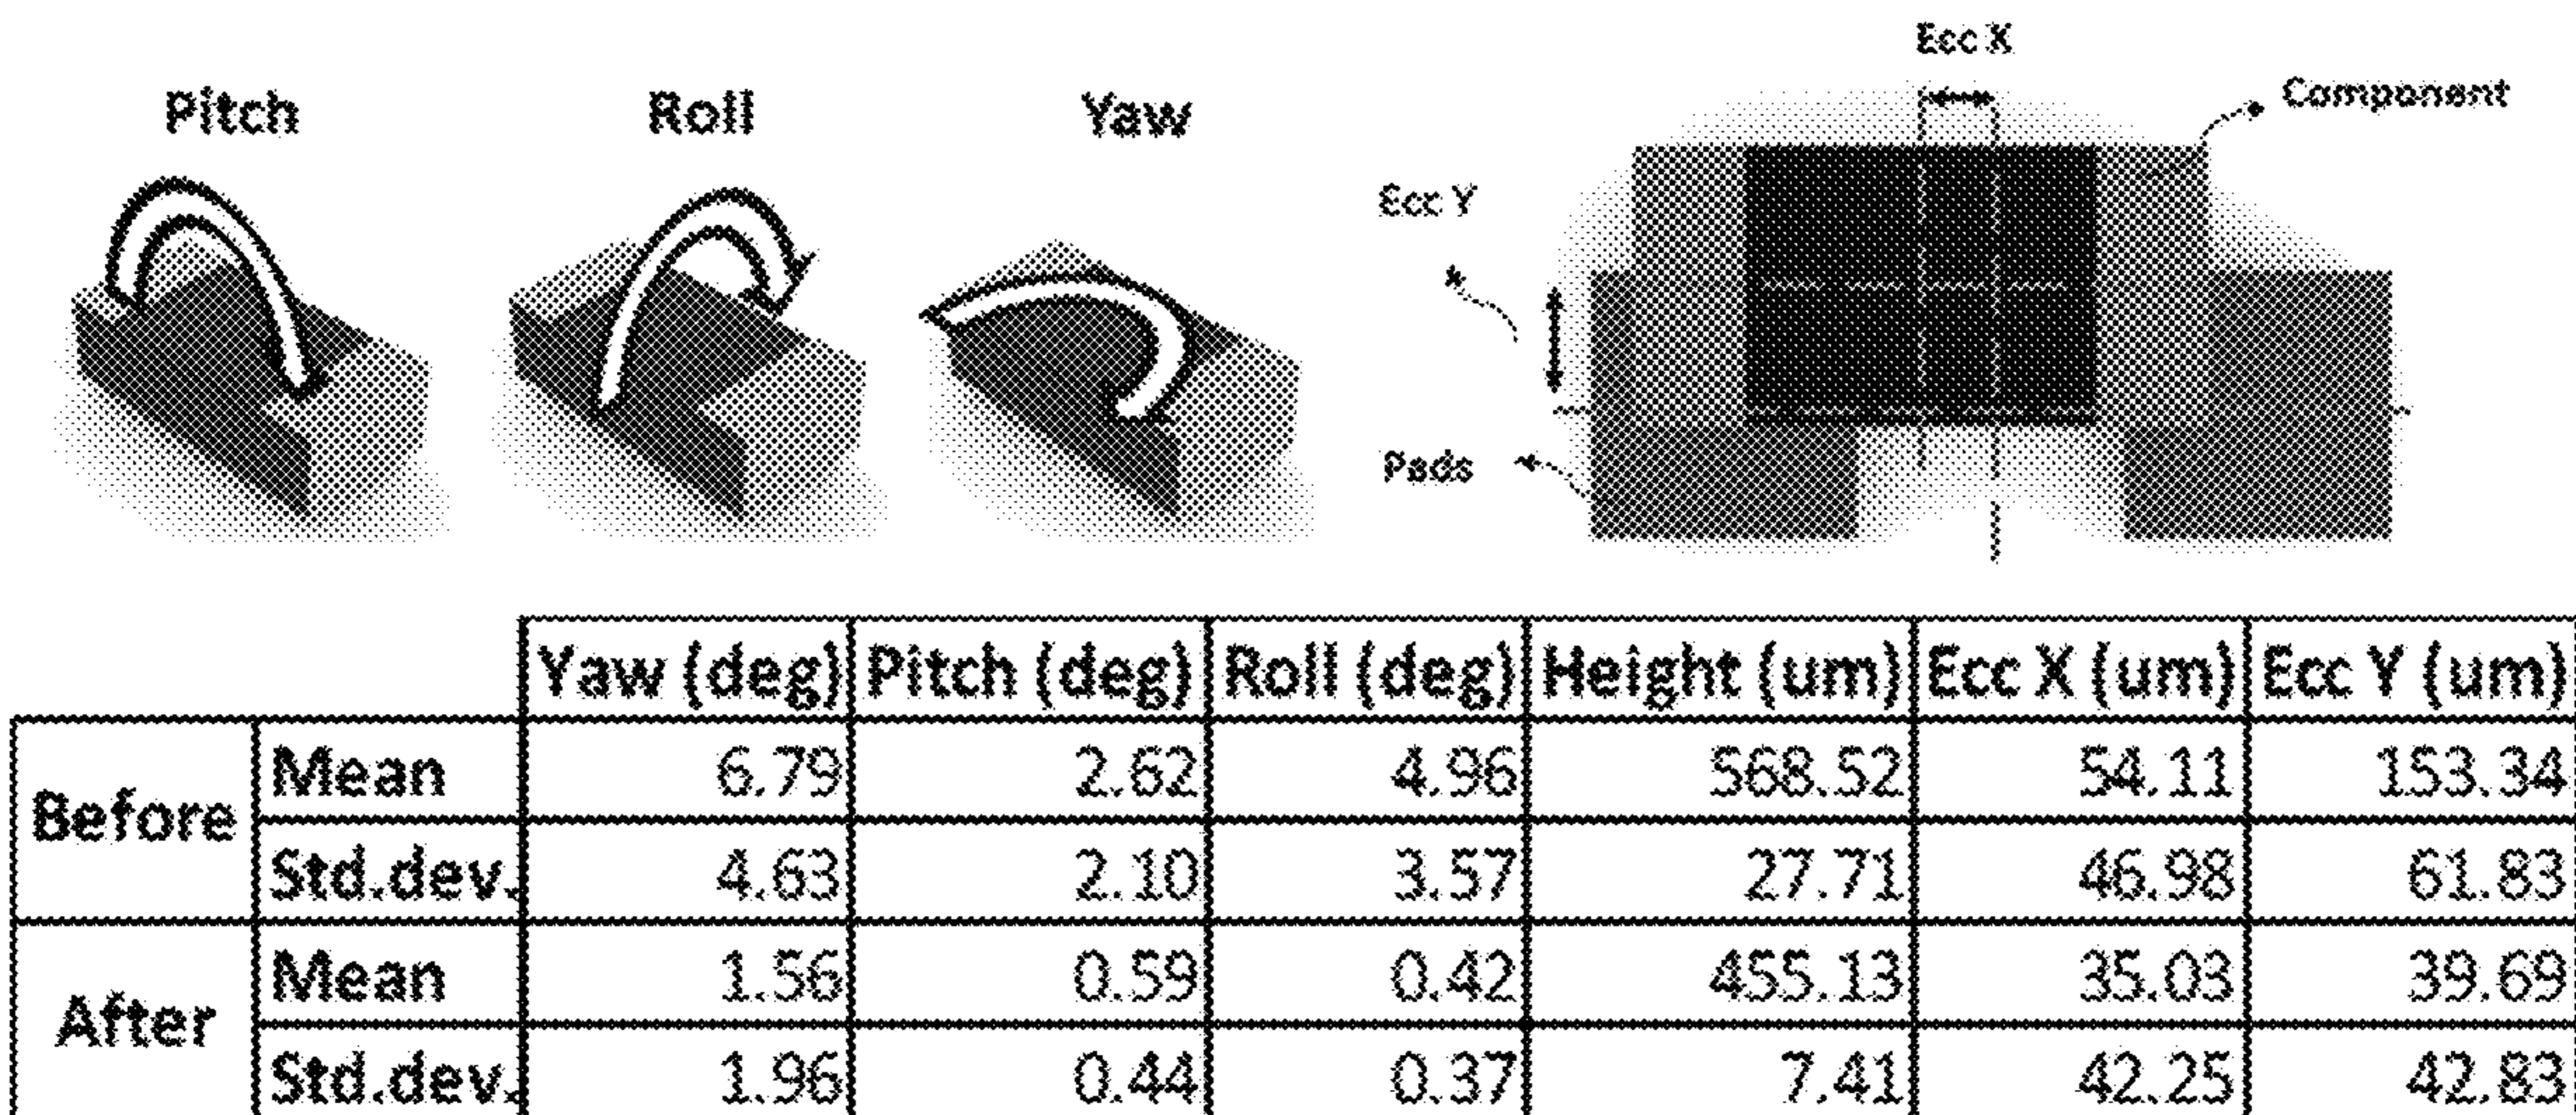 Ecc X
Pitch Roll Yaw Component
Ecc Y
Pads
Yaw (deg) Pitch (deg) Roll (deg) Height (um) Ecc X (um) Ecc Y (um)
Before Mean 6.79 2.62 4.96 568.52 54.11 153.34
Std.dev. 4.63 2.10 3.57 27.71 46.98 61.83
After Mean 1.56 0.59 0.42 455.13 35.03 39.69
Std.dev. 1.96 0.44 0.37 7.41 42.25 42.83